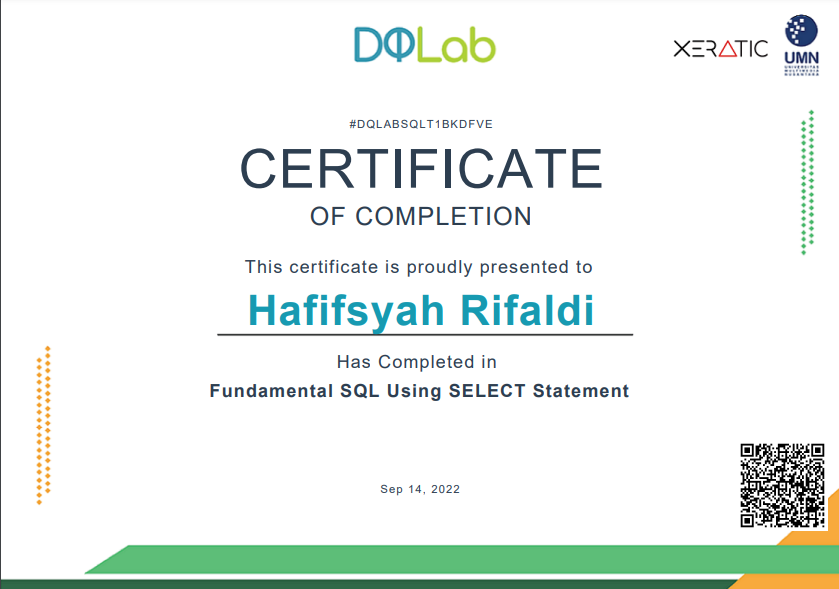 DQLab
XERATIC
UMN
UNIVERSITAS
MULTIMEDIA
NUSANTARA
#DQLABSQLT1BKDFVE
CERTIFICATE
OF COMPLETION
This certificate is proudly presented to
Hafifsyah Rifaldi
Has Completed in
Fundamental SQL Using SELECT Statement
Sep 14, 2022